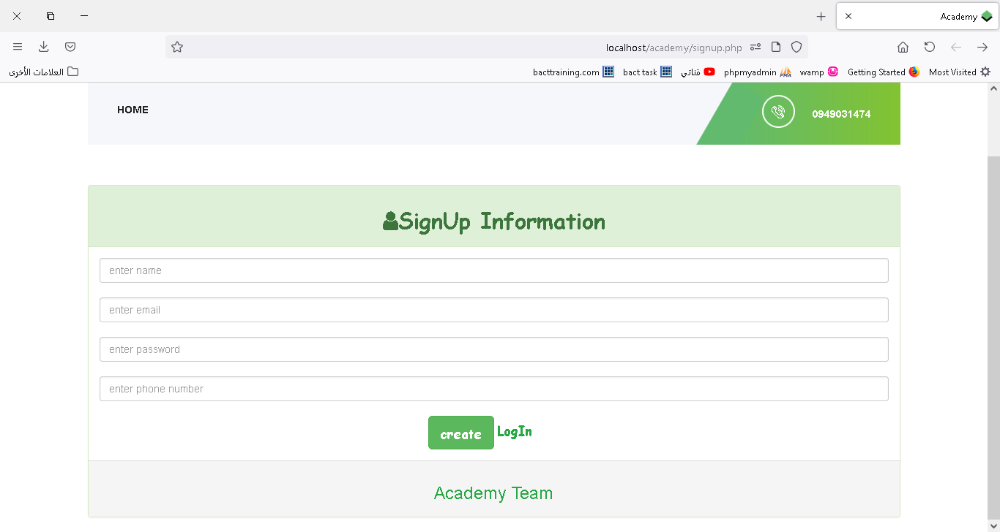 Academy
localhost/academy/signup.php
العلامات الأخرى
bacttraining.com
bact task
قناتي
phpmyadmin
PMA
wamp
Getting Started
Most Visited
HOME
0949031474
SignUp Information
enter name
enter email
enter password
enter phone number
create LogIn
Academy Team